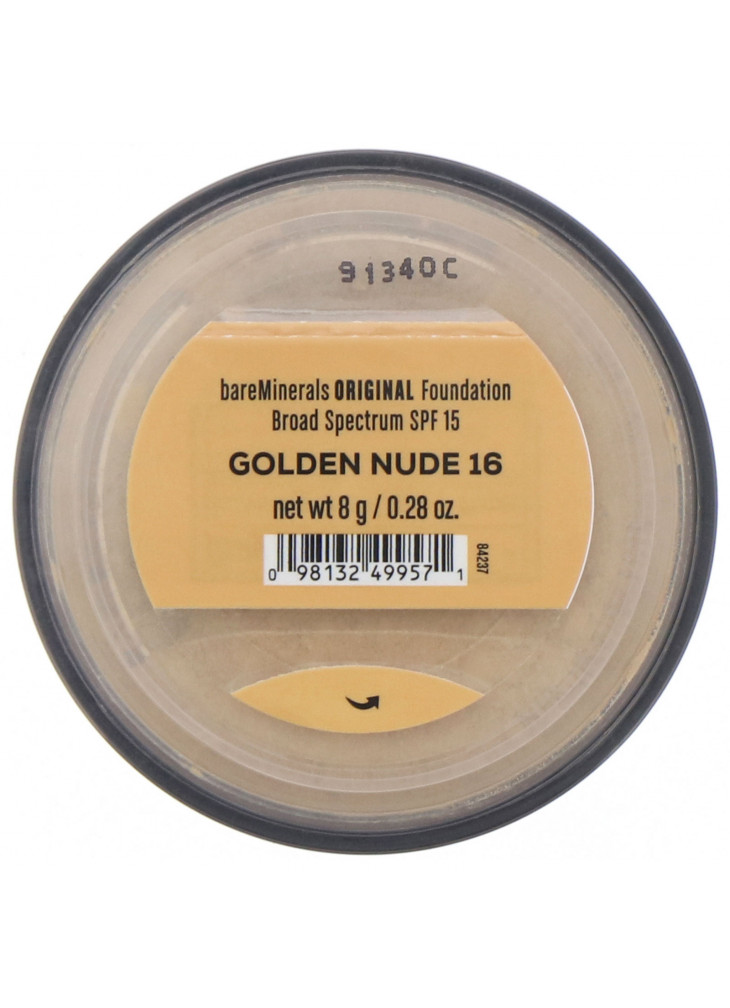 91340C
bareMinerals ORIGINAL Foundation
Broad Spectrum SPF 15
GOLDEN NUDE 16
net wt 8 g / 0.28 oz.
84237
0 98132 49957 1